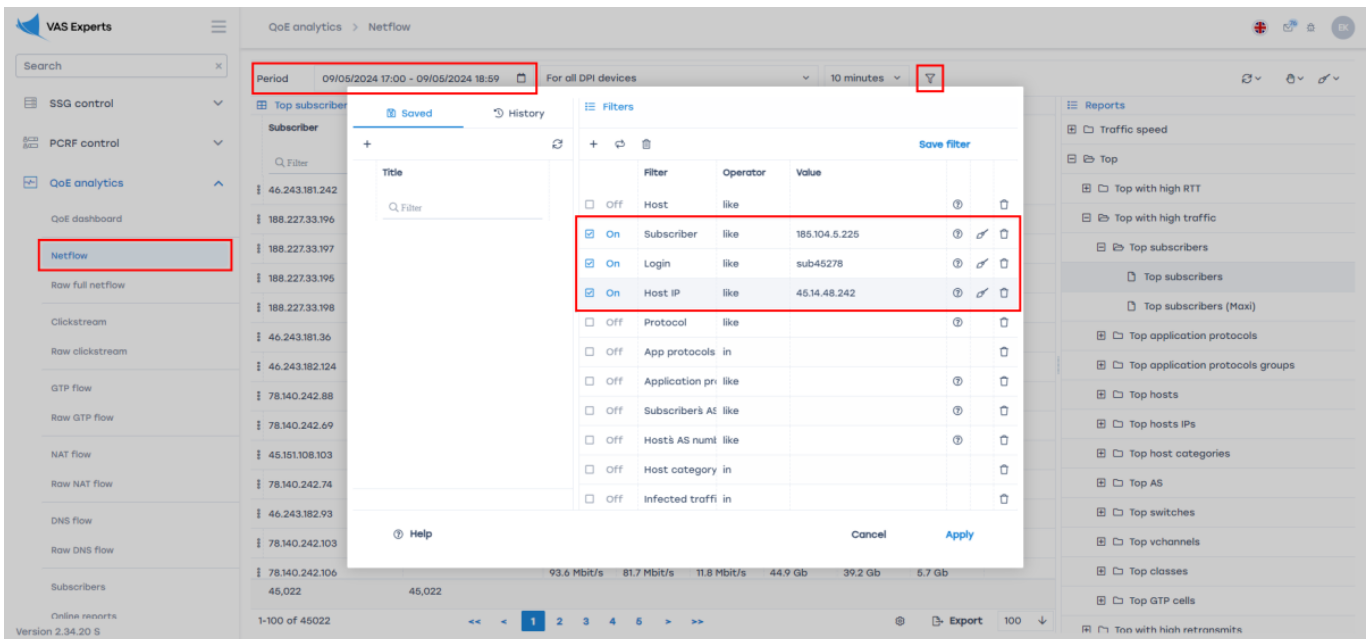 VAS Experts
QoE analytics > Netflow
EK
Search
Period 09/05/2024 17:00 - 09/05/2024 18:59 For all DPI devices 10 minutes
SSG control
PCRF control
QoE analytics
QoE dashboard
Netflow
Raw full netflow
Clickstream
Raw clickstream
GTP flow
Raw GTP flow
NAT flow
Raw NAT flow
DNS flow
Raw DNS flow
Subscribers
Online reports
Version 2.34.20 S
Top subscriber
Subscriber
Filter
46.243.181.242
188.227.33.196
188.227.33.197
188.227.33.195
188.227.33.198
46.243.181.36
46.243.182.124
78.140.242.88
78.140.242.69
45.151.108.103
78.140.242.74
46.243.182.93
78.140.242.103
78.140.242.106 93.6 Mbit/s 81.7 Mbit/s 11.8 Mbit/s 44.9 Gb 39.2 Gb 5.7 Gb
45,022 45,022
1-100 of 45022 << < 1 2 3 4 5 > >> Export 100
Saved History
Title
Filter
Help
Filters
Save filter
Filter Operator Value
Off Host like
On Subscriber like 185.104.5.225
On Login like sub45278
On Host IP like 45.14.48.242
Off Protocol like
Off App protocols in
Off Application pr like
Off Subscriber's AS like
Off Host's AS numb like
Off Host category in
Off Infected traffi in
Cancel Apply
Reports
Traffic speed
Top
Top with high RTT
Top with high traffic
Top subscribers
Top subscribers
Top subscribers (Maxi)
Top application protocols
Top application protocols groups
Top hosts
Top hosts IPs
Top host categories
Top AS
Top switches
Top vchannels
Top classes
Top GTP cells
Top with high retransmits